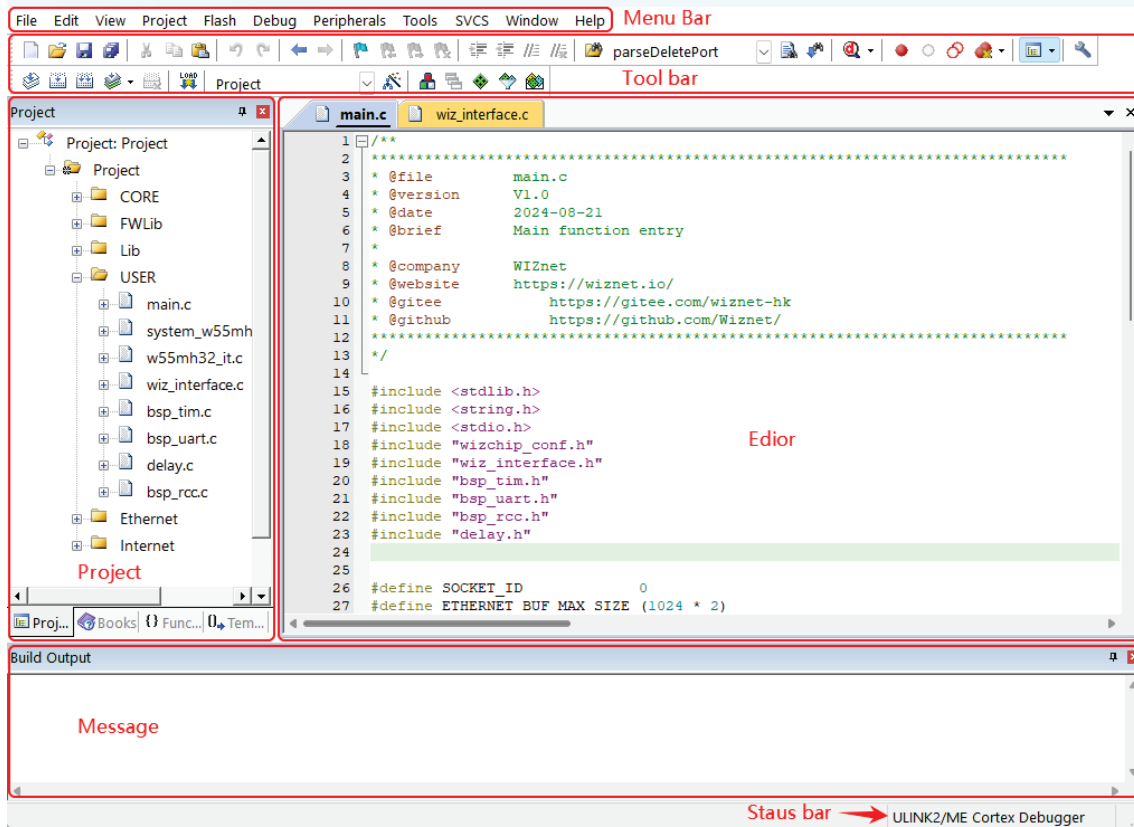 File Edit View Project Flash Debug Peripherals Tools SVCS Window Help Menu Bar
parseDeletePort
LOAD Project Tool bar
Project
Project: Project
Project
CORE
FWLib
Lib
USER
main.c
system_w55mh
w55mh32_it.c
wiz_interface.c
bsp_tim.c
bsp_uart.c
delay.c
bsp_rcc.c
Ethernet
Internet
Project
Proj... Books {} Func... 0 Tem...
main.c wiz_interface.c
1 /**
2 *****************************************************************************
3 * @file main.c
4 * @version V1.0
5 * @date 2024-08-21
6 * @brief Main function entry
7 *
8 * @company WIZnet
9 * @website https://wiznet.io/
10 * @gitee https://gitee.com/wiznet-hk
11 * @github https://github.com/Wiznet/
12 *****************************************************************************
13 */
14
15 #include <stdlib.h>
16 #include <string.h>
17 #include <stdio.h>
18 #include "wizchip_conf.h"
19 #include "wiz_interface.h"
20 #include "bsp_tim.h"
21 #include "bsp_uart.h"
22 #include "bsp_rcc.h"
23 #include "delay.h"
24
25
26 #define SOCKET_ID 0
27 #define ETHERNET_BUF_MAX_SIZE (1024 * 2)
Edior
Build Output
Message
Staus bar ULINK2/ME Cortex Debugger